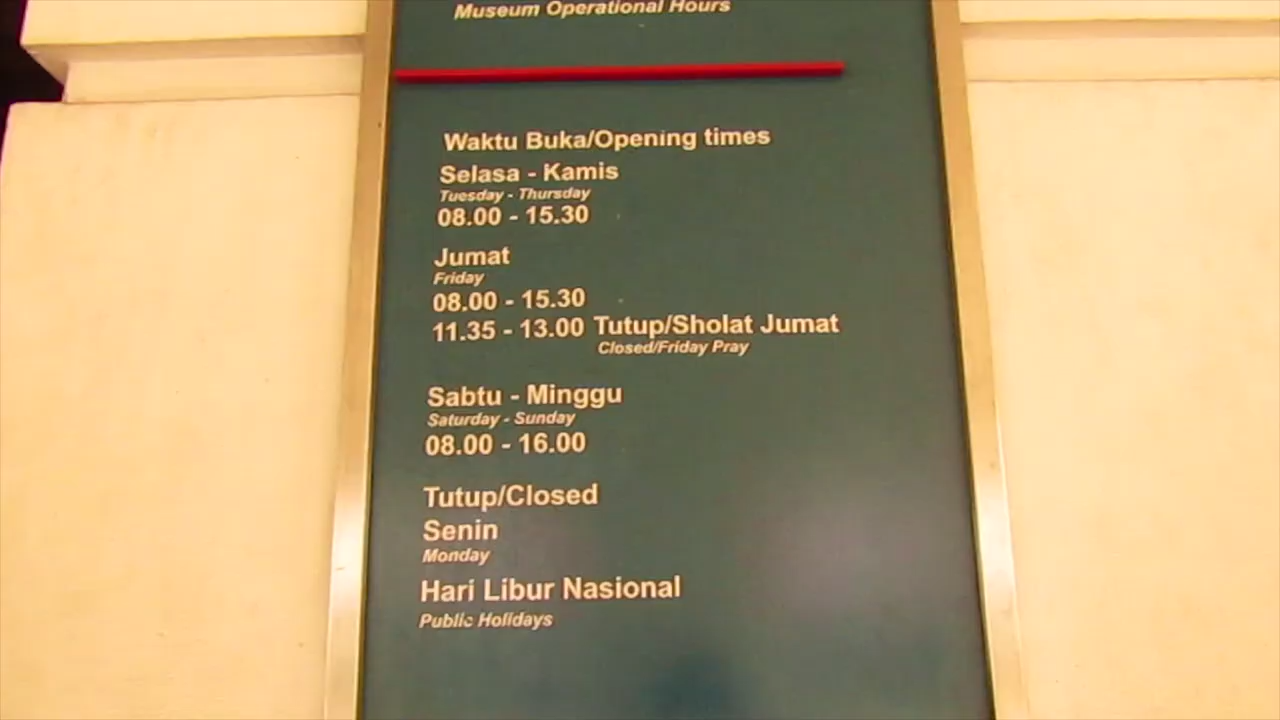 Museum Operational Hours
Waktu Buka/Opening times
Selasa - Kamis
Tuesday - Thursday
08.00 - 15.30
Jumat
Friday
08.00 - 15.30
11.35 - 13.00 Tutup/Sholat Jumat
Closed/Friday Pray
Sabtu - Minggu
Saturday - Sunday
08.00 - 16.00
Tutup/Closed
Senin
Monday
Hari Libur Nasional
Public Holidays